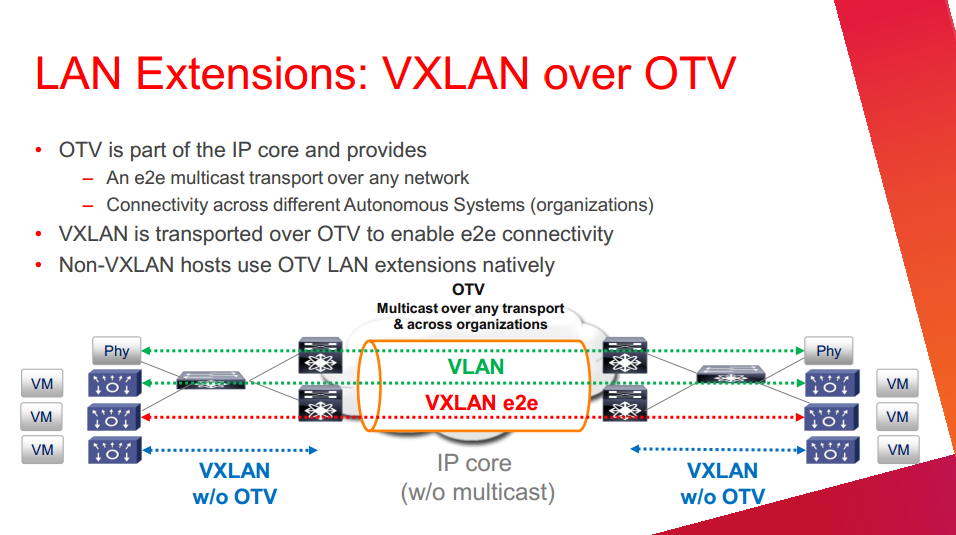 LAN Extensions: VXLAN over OTV
• OTV is part of the IP core and provides
– An e2e multicast transport over any network
– Connectivity across different Autonomous Systems (organizations)
• VXLAN is transported over OTV to enable e2e connectivity
• Non-VXLAN hosts use OTV LAN extensions natively
OTV
Multicast over any transport
& across organizations
Phy
Phy
VLAN
VM
VM
VXLAN e2e
VM
VM
VM
VM
VXLAN
w/o OTV
IP core
(w/o multicast)
VXLAN
w/o OTV